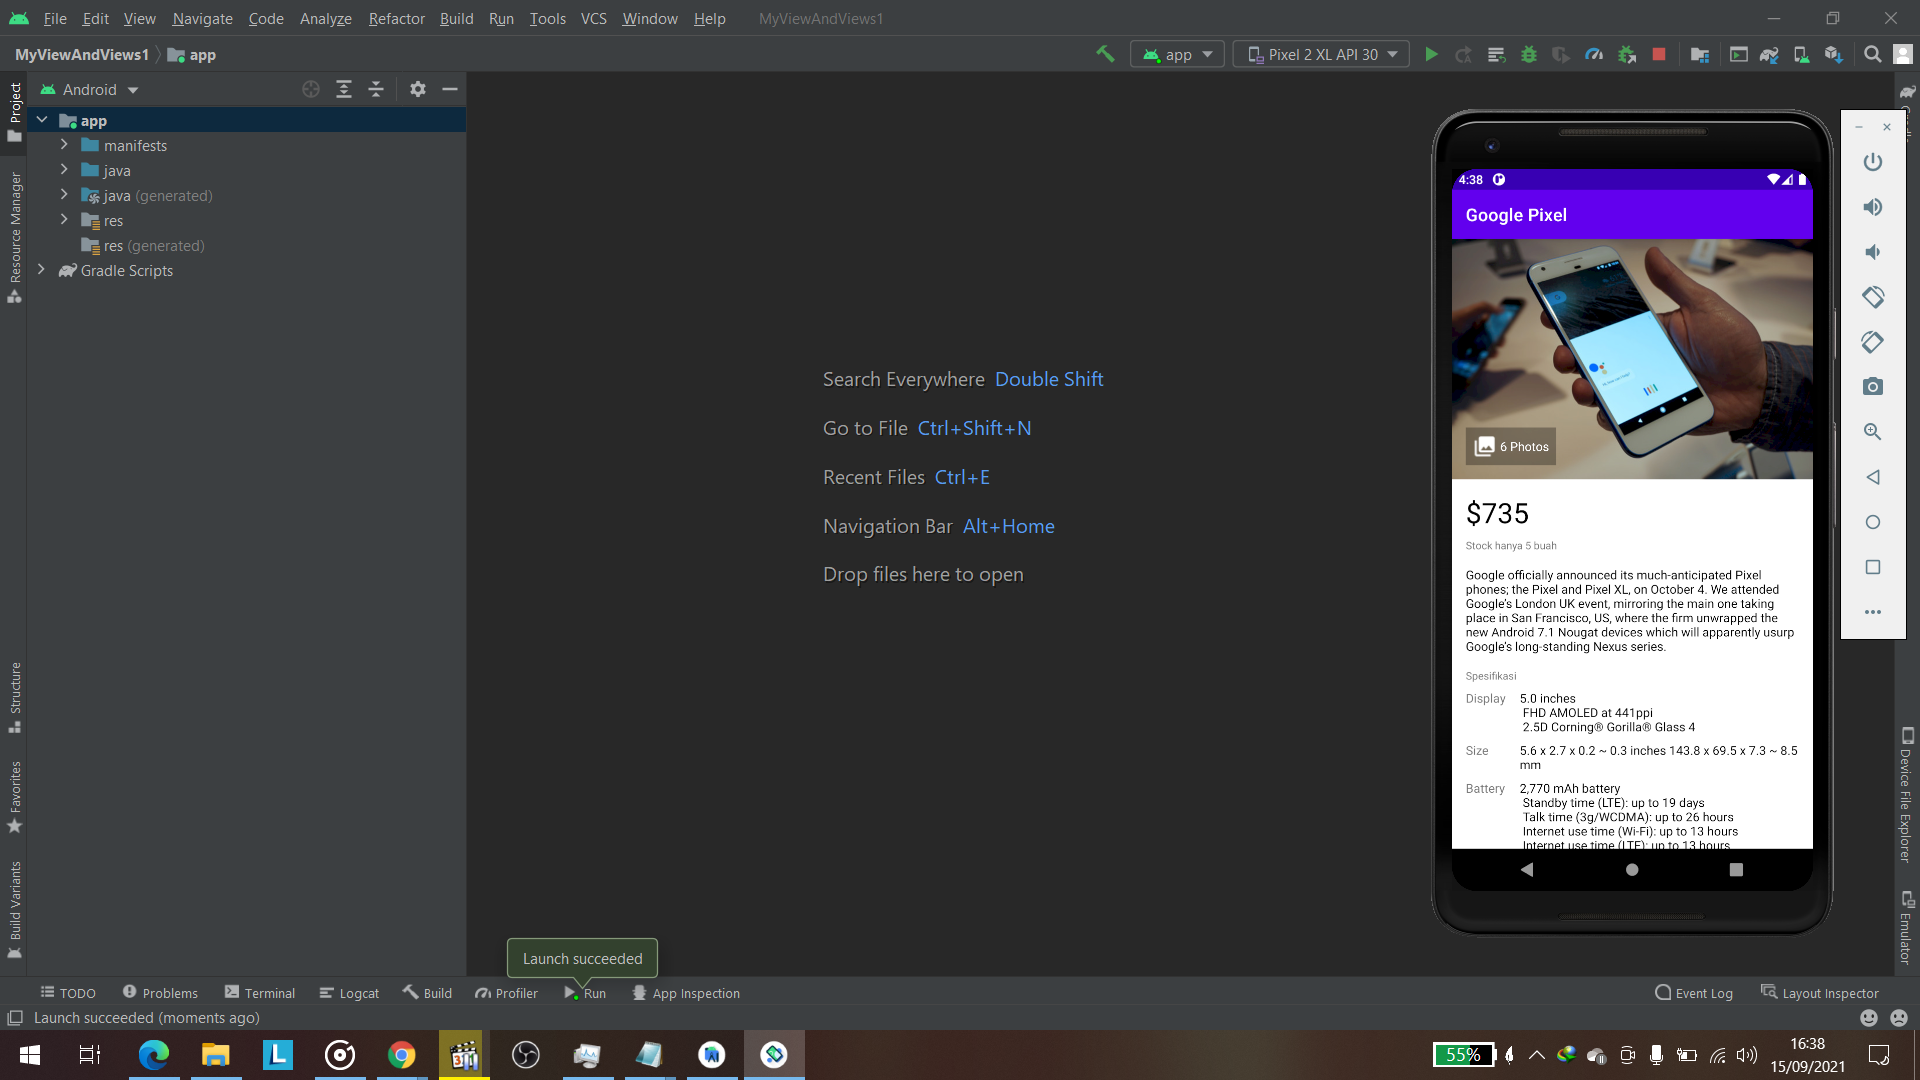 File Edit View Navigate Code Analyze Refactor Build Run Tools VCS Window Help MyViewAndViews1
MyViewAndViews1 app
app
Pixel 2 XL API 30
Project
Resource Manager
Structure
Favorites
Build Variants
Android
app
manifests
java
java (generated)
res
res (generated)
Gradle Scripts
Search Everywhere Double Shift
Go to File Ctrl+Shift+N
Recent Files Ctrl+E
Navigation Bar Alt+Home
Drop files here to open
4:38
Google Pixel
6 Photos
$735
Stock hanya 5 buah
Google officially announced its much-anticipated Pixel
phones; the Pixel and Pixel XL, on October 4. We attended
Google's London UK event, mirroring the main one taking
place in San Francisco, US, where the firm unwrapped the
new Android 7.1 Nougat devices which will apparently usurp
Google's long-standing Nexus series.
Spesifikasi
Display 5.0 inches
FHD AMOLED at 441ppi
2.5D Corning® Gorilla® Glass 4
Size 5.6 x 2.7 x 0.2 ~ 0.3 inches 143.8 x 69.5 x 7.3 ~ 8.5
mm
Battery 2,770 mAh battery
Standby time (LTE): up to 19 days
Talk time (3g/WCDMA): up to 26 hours
Internet use time (Wi-Fi): up to 13 hours
Internet use time (LTE): up to 13 hours
Device File Explorer
Emulator
Launch succeeded
TODO Problems Terminal Logcat Build Profiler Run App Inspection Event Log Layout Inspector
Launch succeeded (moments ago)
55%
16:38
15/09/2021